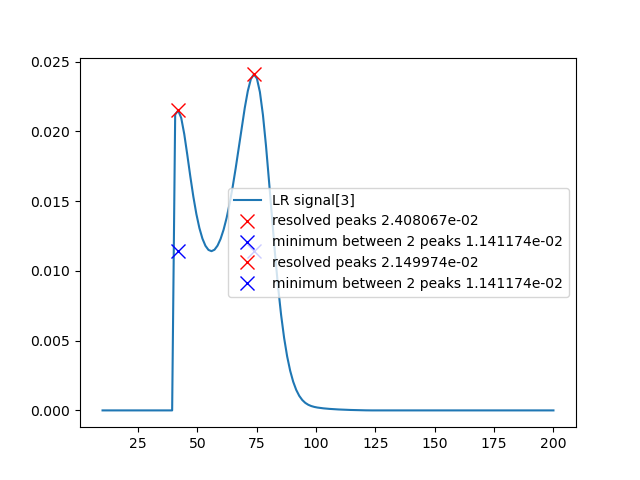 0.025
0.020
0.015
0.010
0.005
0.000
LR signal[3]
resolved peaks 2.408067e-02
minimum between 2 peaks 1.141174e-02
resolved peaks 2.149974e-02
minimum between 2 peaks 1.141174e-02
25 50 75 100 125 150 175 200